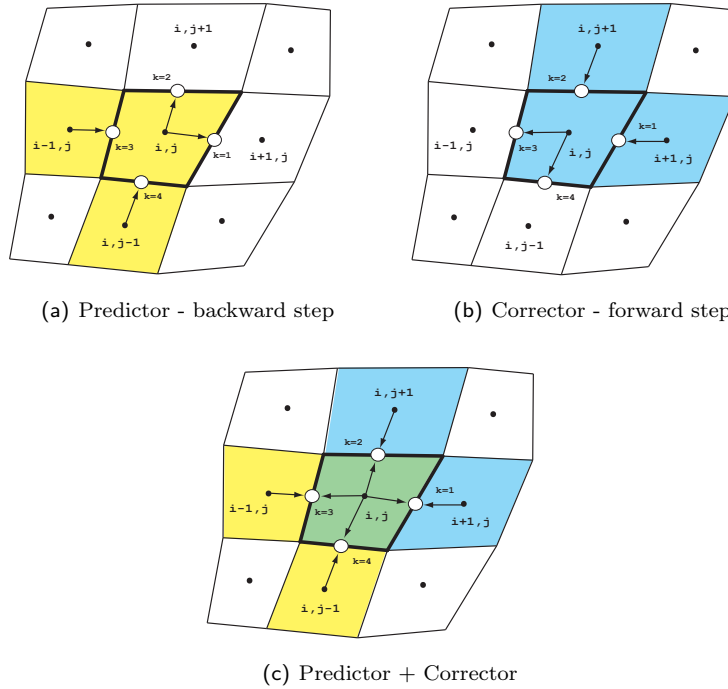 i,j+1
k=2
i-1,j
k=3
i,j
k=1
i+1,j
k=4
i,j-1
(a) Predictor - backward step
i,j+1
k=2
k=1
i-1,j
k=3
i,j
i+1,j
k=4
i,j-1
(b) Corrector - forward step
i,j+1
k=2
k=1
i-1,j
k=3
i,j
i+1,j
k=4
i,j-1
(c) Predictor + Corrector